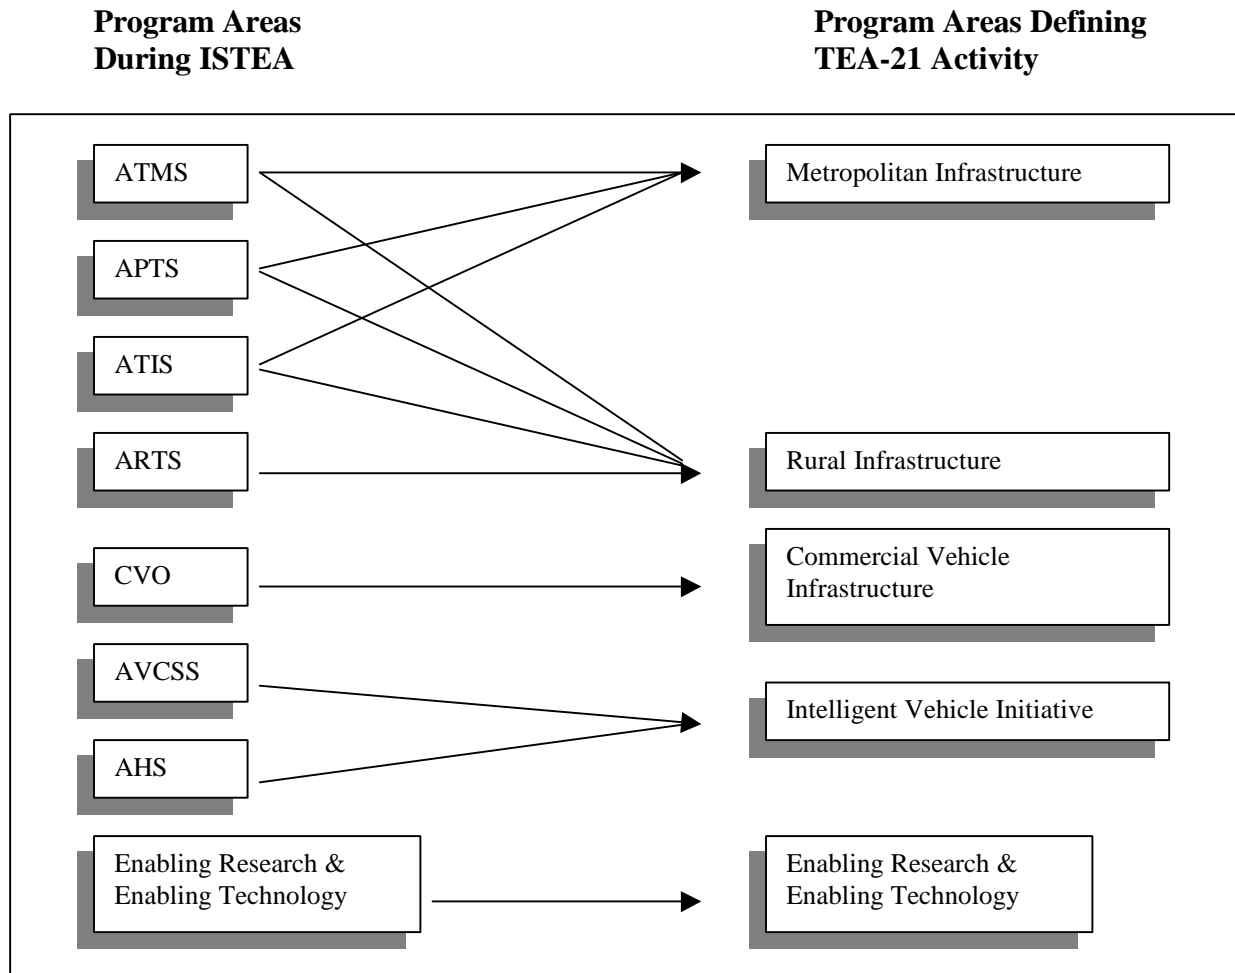 Program Areas
During ISTEA
Program Areas Defining
TEA-21 Activity
ATMS
Metropolitan Infrastructure
APTS
ATIS
ARTS
Rural Infrastructure
CVO
Commercial Vehicle
Infrastructure
AVCSS
Intelligent Vehicle Initiative
AHS
Enabling Research &
Enabling Technology
Enabling Research &
Enabling Technology